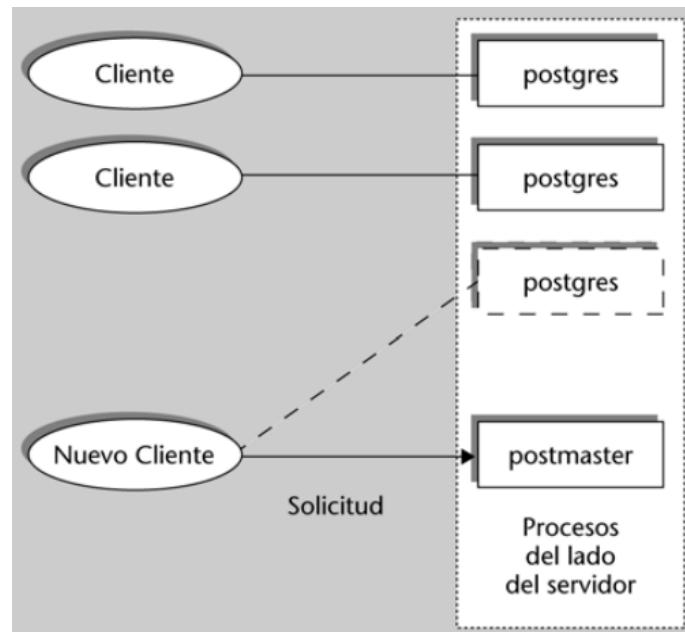 Cliente
postgres
Cliente
postgres
postgres
Nuevo Cliente
postmaster
Solicitud
Procesos
del lado
del servidor